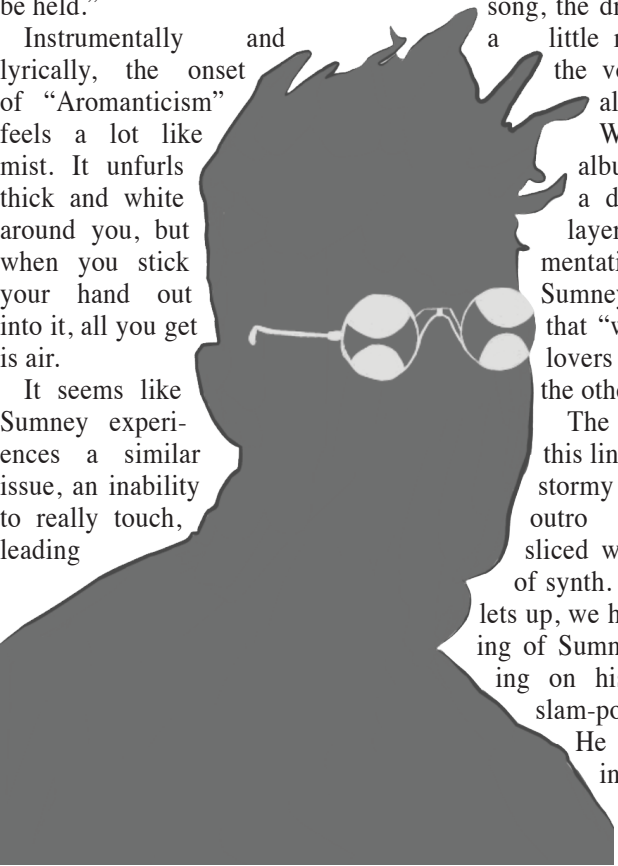 be held.”
Instrumentally and
lyrically, the onset
of “Aromanticism”
feels a lot like
mist. It unfurls
thick and white
around you, but
when you stick
your hand out
into it, all you get
is air.
It seems like
Sumney experi-
ences a similar
issue, an inability
to really touch,
leading
song, the
a little
the
al
W
albu
a d
layer
mentati
Sumney
that “w
lovers
the othe
The
this lin
stormy
outro
sliced w
of synth.
lets up, we h
ing of Sumn
ing on his
slam-po
He
in